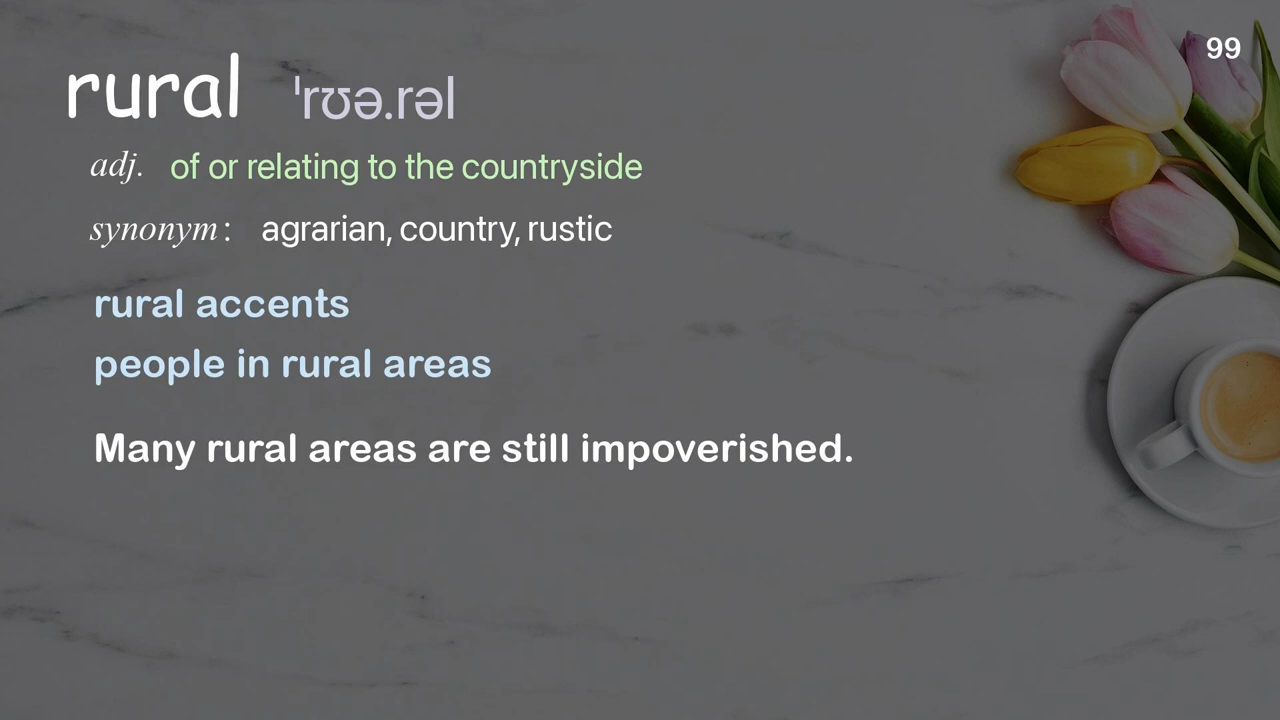 99
rural ˈrʊə.rəl
adj. of or relating to the countryside
synonym: agrarian, country, rustic
rural accents
people in rural areas
Many rural areas are still impoverished.